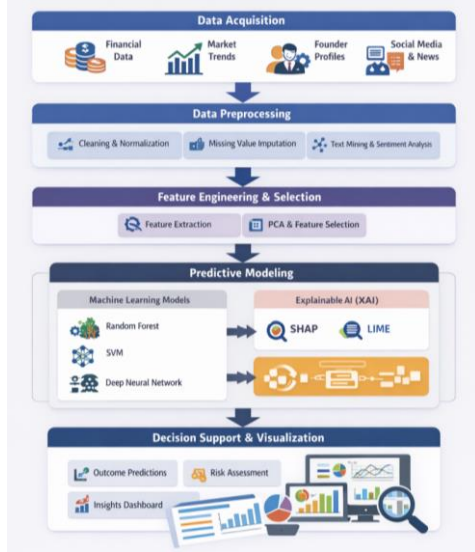 Data Acquisition
Financial
Data
Market
Trends
Founder
Profiles
Social Media
& News
Data Preprocessing
Cleaning & Normalization
Missing Value Imputation
Text Mining & Sentiment Analysis
Feature Engineering & Selection
Feature Extraction
PCA & Feature Selection
Predictive Modeling
Machine Learning Models
Random Forest
SVM
Deep Neural Network
Explainable AI (XAI)
SHAP
LIME
Decision Support & Visualization
Outcome Predictions
Risk Assessment
Insights Dashboard